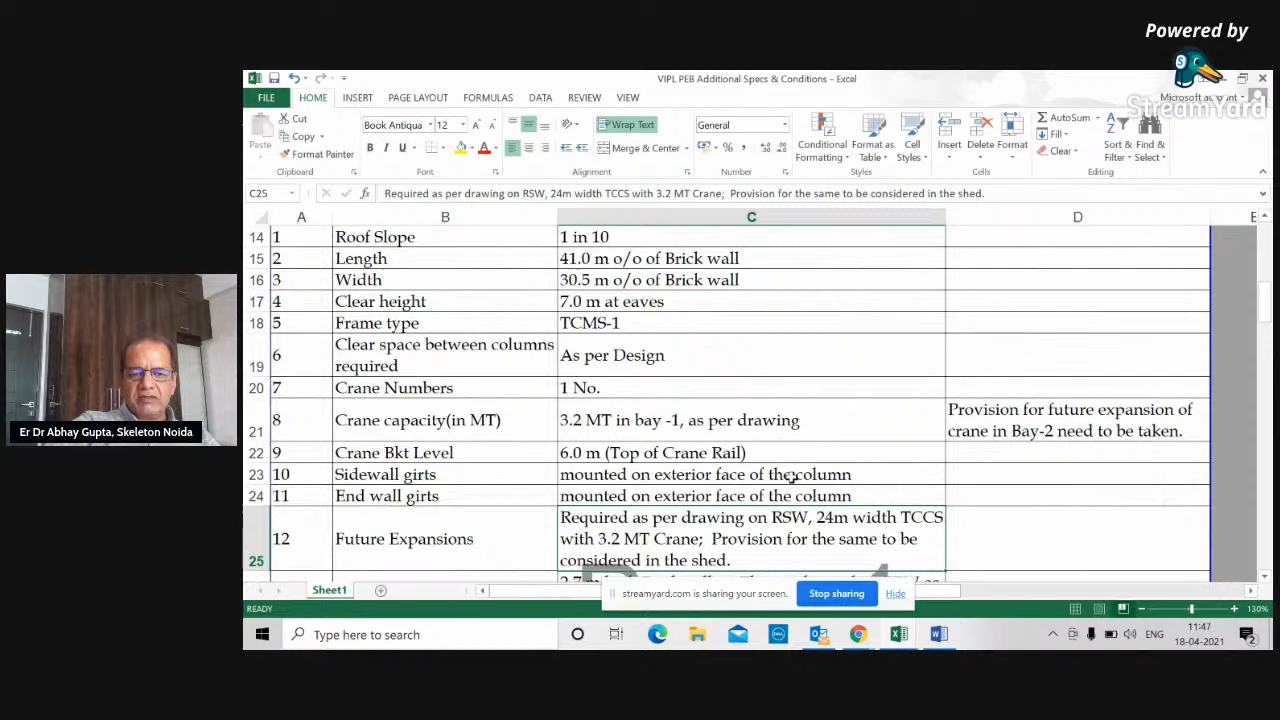 Powered by
StreamYard
VIPL PEB Additional Specs & Conditions - Excel
Microsoft account
FILE HOME INSERT PAGE LAYOUT FORMULAS DATA REVIEW VIEW
Cut
Copy
Format Painter
Paste
Book Antiqua 12
Wrap Text
Merge & Center
General
Conditional Formatting
Format as Table
Cell Styles
Insert Delete Format
AutoSum
Fill
Clear
Sort & Filter
Find & Select
Clipboard Font Alignment Number Styles Cells Editing
C25 Required as per drawing on RSW, 24m width TCCS with 3.2 MT Crane; Provision for the same to be considered in the shed.
A B C D E
14 1 Roof Slope 1 in 10
15 2 Length 41.0 m o/o of Brick wall
16 3 Width 30.5 m o/o of Brick wall
17 4 Clear height 7.0 m at eaves
18 5 Frame type TCMS-1
19 6 Clear space between columns required As per Design
20 7 Crane Numbers 1 No.
21 8 Crane capacity(in MT) 3.2 MT in bay -1, as per drawing Provision for future expansion of
crane in Bay-2 need to be taken.
22 9 Crane Bkt Level 6.0 m (Top of Crane Rail)
23 10 Sidewall girts mounted on exterior face of the column
24 11 End wall girts mounted on exterior face of the column
25 12 Future Expansions Required as per drawing on RSW, 24m width TCCS
with 3.2 MT Crane; Provision for the same to be
considered in the shed.
Er Dr Abhay Gupta, Skeleton Noida
Sheet1
streamyard.com is sharing your screen. Stop sharing Hide
READY 130%
Type here to search
ENG
11:47
18-04-2021
2